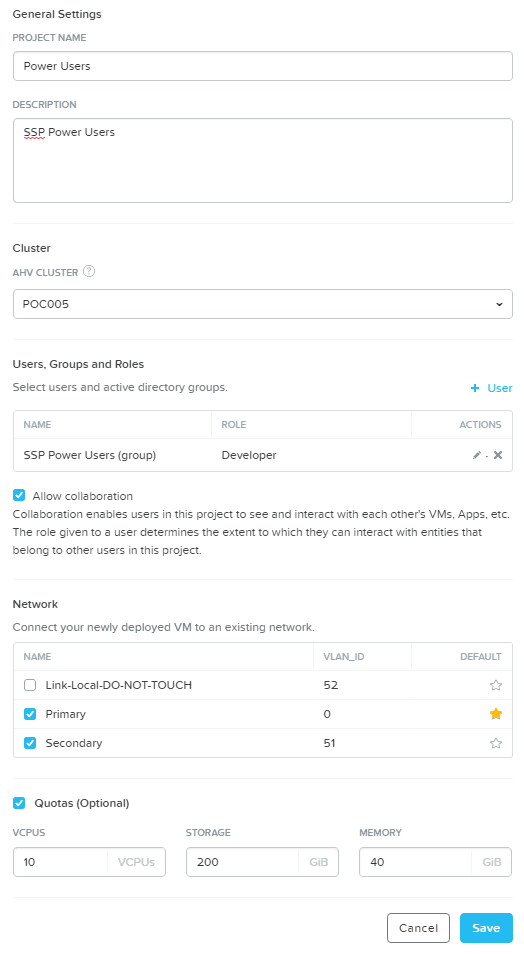 General Settings
PROJECT NAME
Power Users
DESCRIPTION
SSP Power Users
Cluster
AHV CLUSTER ?
POC005
Users, Groups and Roles
Select users and active directory groups.
+ User
NAME ROLE ACTIONS
SSP Power Users (group) Developer
Allow collaboration
Collaboration enables users in this project to see and interact with each other's VMs, Apps, etc.
The role given to a user determines the extent to which they can interact with entities that
belong to other users in this project.
Network
Connect your newly deployed VM to an existing network.
NAME VLAN_ID DEFAULT
Link-Local-DO-NOT-TOUCH 52
Primary 0
Secondary 51
Quotas (Optional)
VCPUS STORAGE MEMORY
10 VCPUs 200 GiB 40 GiB
Cancel Save